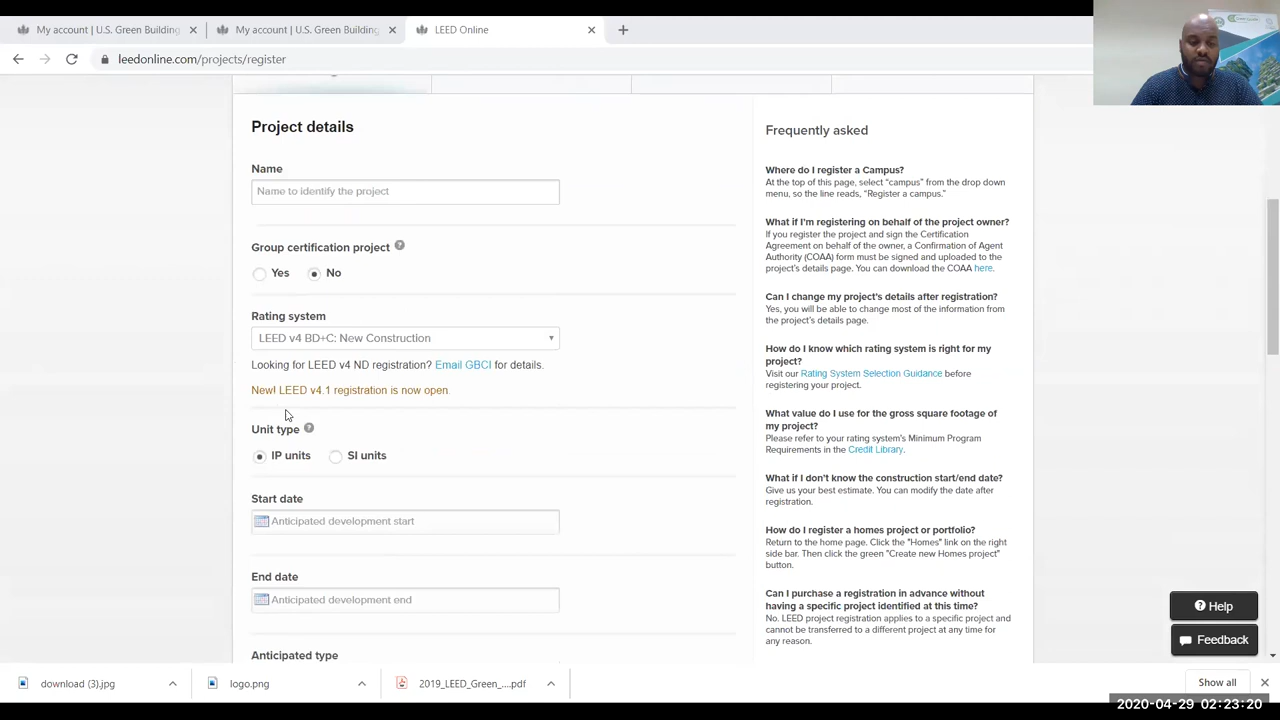 My account | U.S. Green Building
My account | U.S. Green Building
LEED Online
leedonline.com/projects/register
Project details
Name
Name to identify the project
Group certification project
Yes
No
Rating system
LEED v4 BD+C: New Construction
Looking for LEED v4 ND registration? Email GBCI for details.
New! LEED v4.1 registration is now open.
Unit type
IP units
SI units
Start date
Anticipated development start
End date
Anticipated development end
Anticipated type
Frequently asked
Where do I register a Campus?
At the top of this page, select “campus” from the drop down
menu, so the line reads, “Register a campus.”
What if I'm registering on behalf of the project owner?
If you register the project and sign the Certification
Agreement on behalf of the owner, a Confirmation of Agent
Authority (COAA) form must be signed and uploaded to the
project's details page. You can download the COAA here.
Can I change my project's details after registration?
Yes, you will be able to change most of the information from
the project's details page.
How do I know which rating system is right for my
project?
Visit our Rating System Selection Guidance before
registering your project.
What value do I use for the gross square footage of
my project?
Please refer to your rating system's Minimum Program
Requirements in the Credit Library.
What if I don't know the construction start/end date?
Give us your best estimate. You can modify the date after
registration.
How do I register a homes project or portfolio?
Return to the home page. Click the "Homes" link on the right
side bar. Then click the green "Create new Homes project"
button.
Can I purchase a registration in advance without
having a specific project identified at this time?
No. LEED project registration applies to a specific project and
cannot be transferred to a different project at any time for
any reason.
Help
Feedback
download (3).jpg
logo.png
2019_LEED_Green_....pdf
Show all
2020-04-29 02:23:20